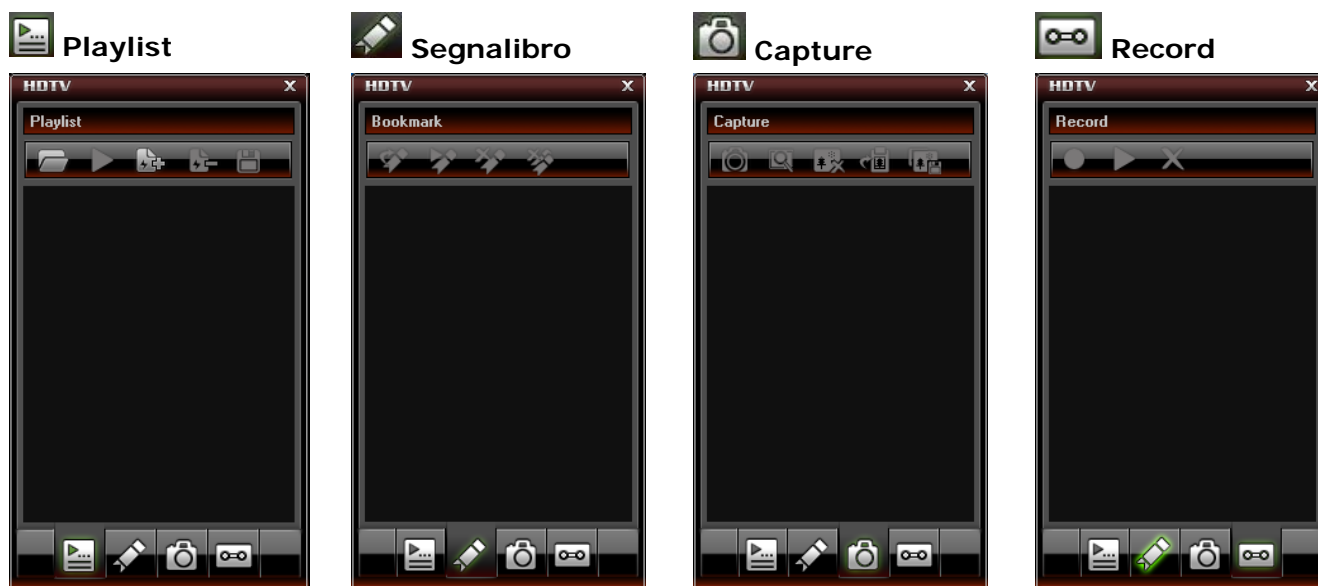 Playlist
Segnalibro
Capture
Record
HDTV X
Playlist
HDTV X
Bookmark
HDTV X
Capture
HDTV X
Record